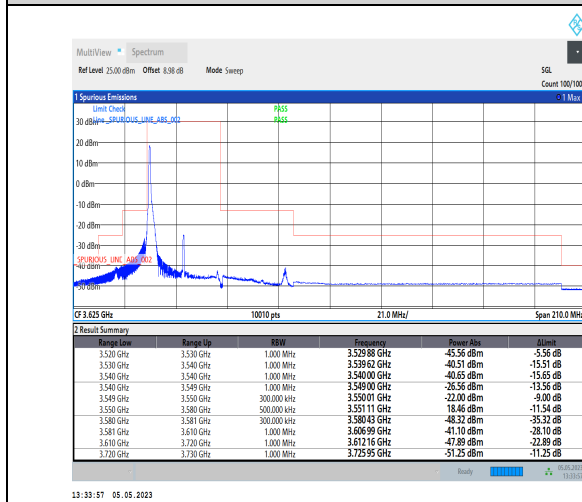 MultiView Spectrum
Ref Level 25.00 dBm Offset 8.98 dB Mode Sweep SGL
Count 100/100
1 Spurious Emissions 1 Max
Limit Check PASS
30 dBm Line _SPURIOUS_LINE_ABS_002 PASS
20 dBm
10 dBm
0 dBm
-10 dBm
-20 dBm
-30 dBm
_SPURIOUS_LINE_ABS_002
-40 dBm
-50 dBm
CF 3.625 GHz 10010 pts 21.0 MHz/ Span 210.0 MHz
2 Result Summary
Range Low Range Up RBW Frequency Power Abs ΔLimit
3.520 GHz 3.530 GHz 1.000 MHz 3.52988 GHz -45.56 dBm -5.56 dB
3.530 GHz 3.540 GHz 1.000 MHz 3.53962 GHz -40.51 dBm -15.51 dB
3.540 GHz 3.540 GHz 1.000 MHz 3.54000 GHz -40.65 dBm -15.65 dB
3.540 GHz 3.549 GHz 1.000 MHz 3.54900 GHz -26.56 dBm -13.56 dB
3.549 GHz 3.550 GHz 300.000 kHz 3.55001 GHz -22.00 dBm -9.00 dB
3.550 GHz 3.580 GHz 500.000 kHz 3.55111 GHz 18.46 dBm -11.54 dB
3.580 GHz 3.581 GHz 300.000 kHz 3.58043 GHz -48.32 dBm -35.32 dB
3.581 GHz 3.610 GHz 1.000 MHz 3.60699 GHz -41.10 dBm -28.10 dB
3.610 GHz 3.720 GHz 1.000 MHz 3.61216 GHz -47.89 dBm -22.89 dB
3.720 GHz 3.730 GHz 1.000 MHz 3.72595 GHz -51.25 dBm -11.25 dB
Ready 05.05.2023
13:33:57
13:33:57 05.05.2023